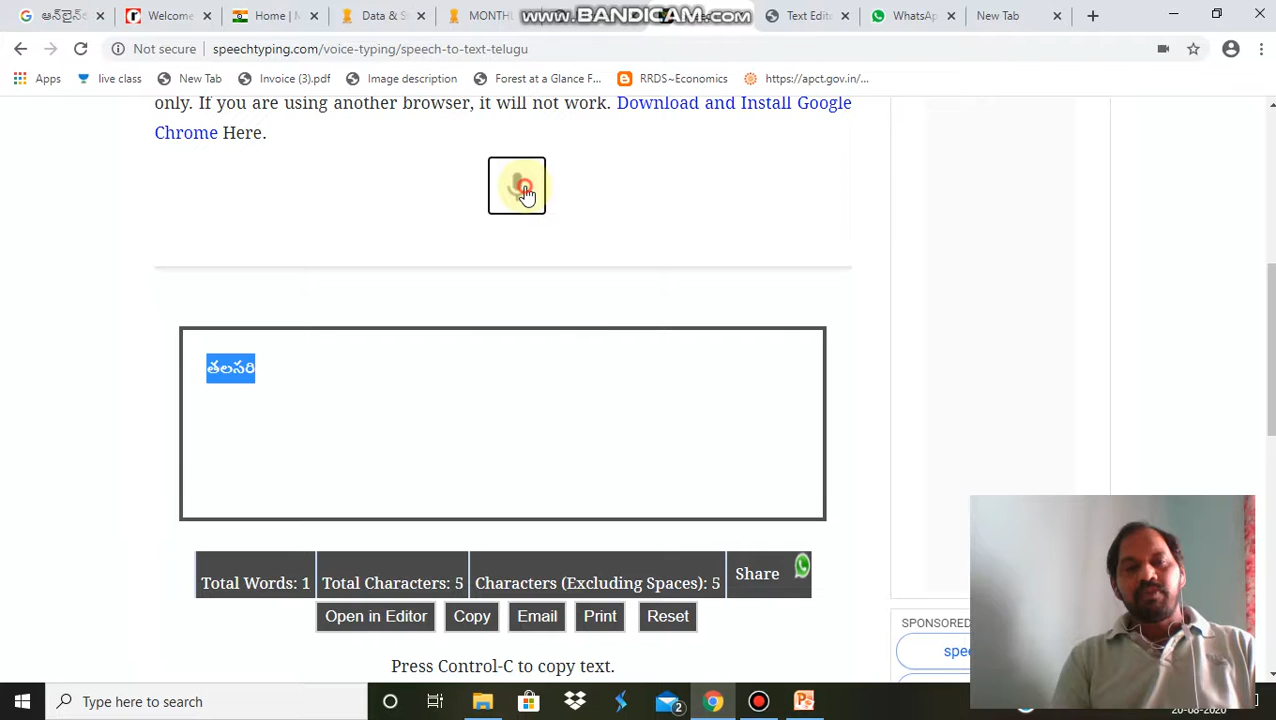 ఆన్‌లైన్
Welcome
Home |
Data &
MONTHL
www.BANDICAM.com
Text Edit
WhatsAp
New Tab
Not secure speechtyping.com/voice-typing/speech-to-text-telugu
Apps live class New Tab Invoice (3).pdf Image description Forest at a Glance F... RRDS~Economics https://apct.gov.in/...
only. If you are using another browser, it will not work. Download and Install Google
Chrome Here.
తలసరి
Total Words: 1 Total Characters: 5 Characters (Excluding Spaces): 5 Share
Open in Editor Copy Email Print Reset
SPONSORED
spee
Press Control-C to copy text.
Type here to search
2
20-08-2020